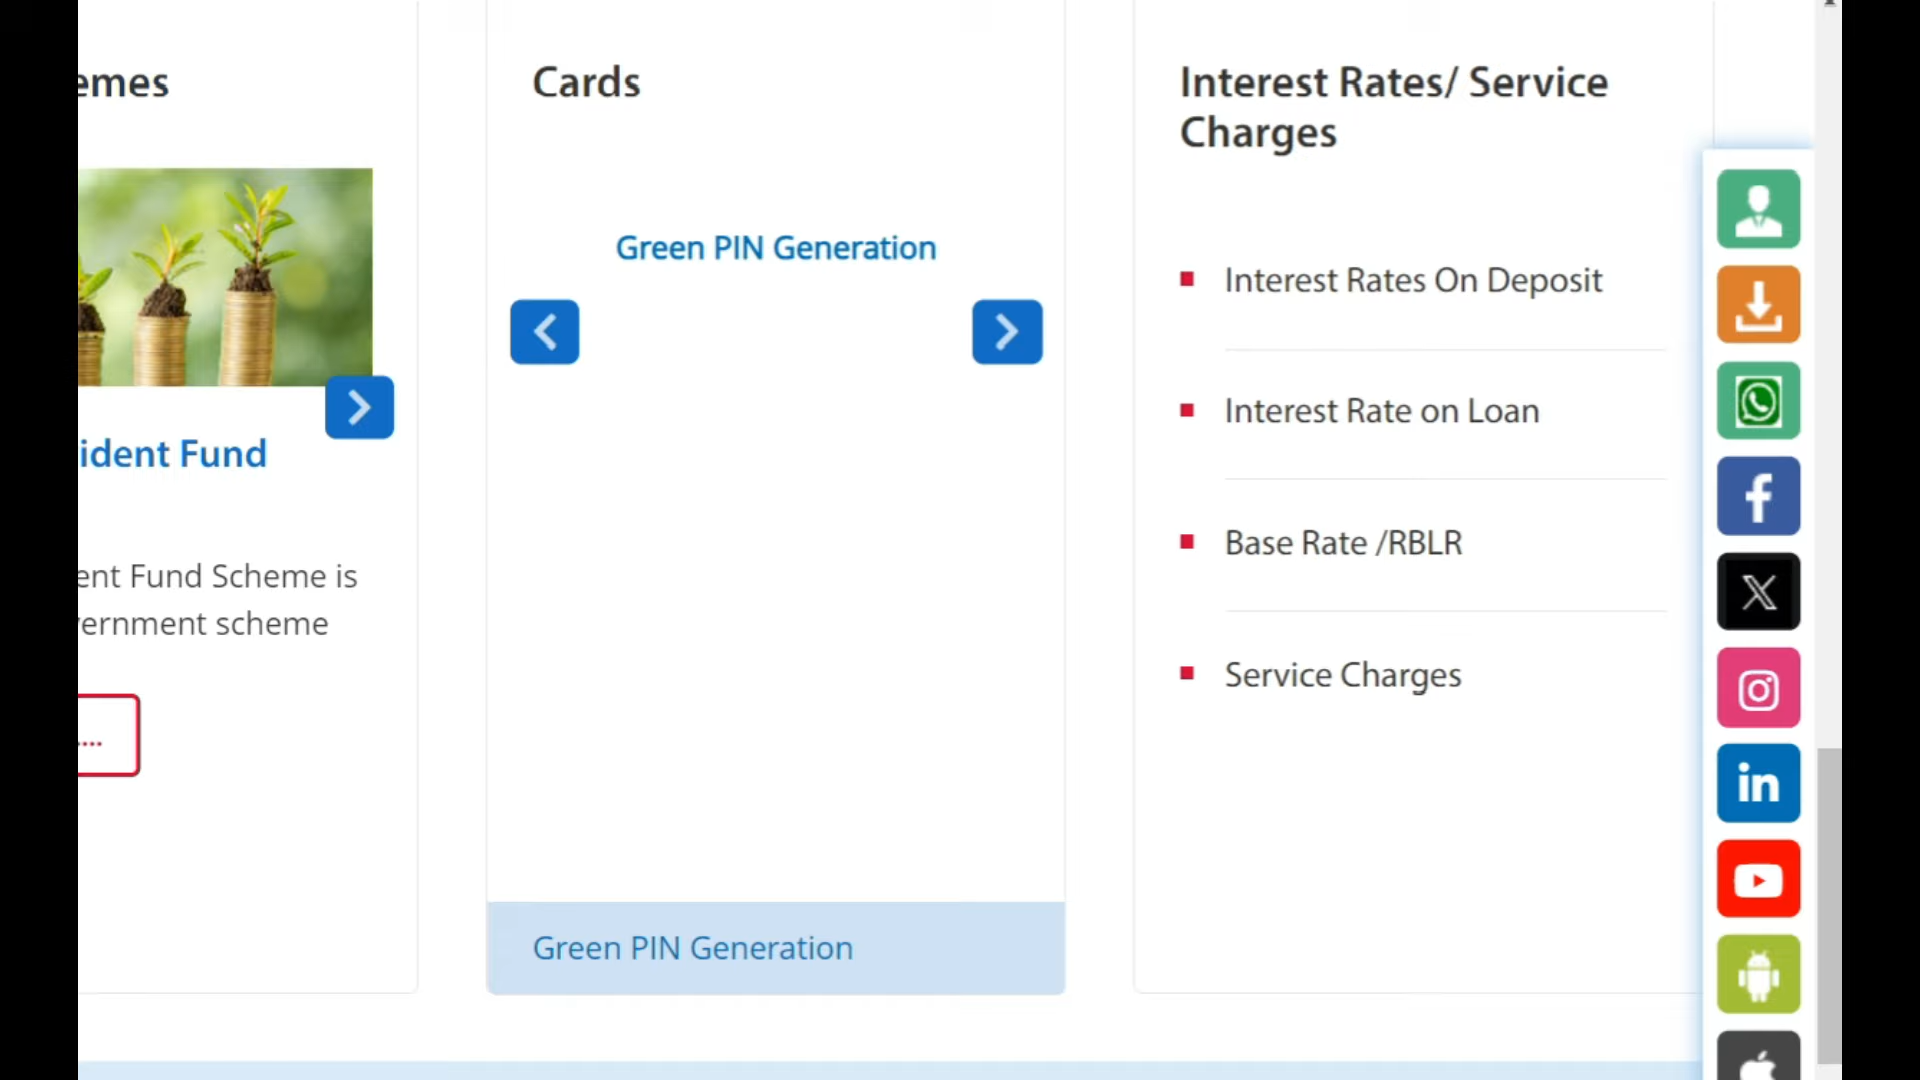 emes
ident Fund
ent Fund Scheme is
vernment scheme
....
Cards
Green PIN Generation
Green PIN Generation
Interest Rates/ Service
Charges
Interest Rates On Deposit
Interest Rate on Loan
Base Rate /RBLR
Service Charges